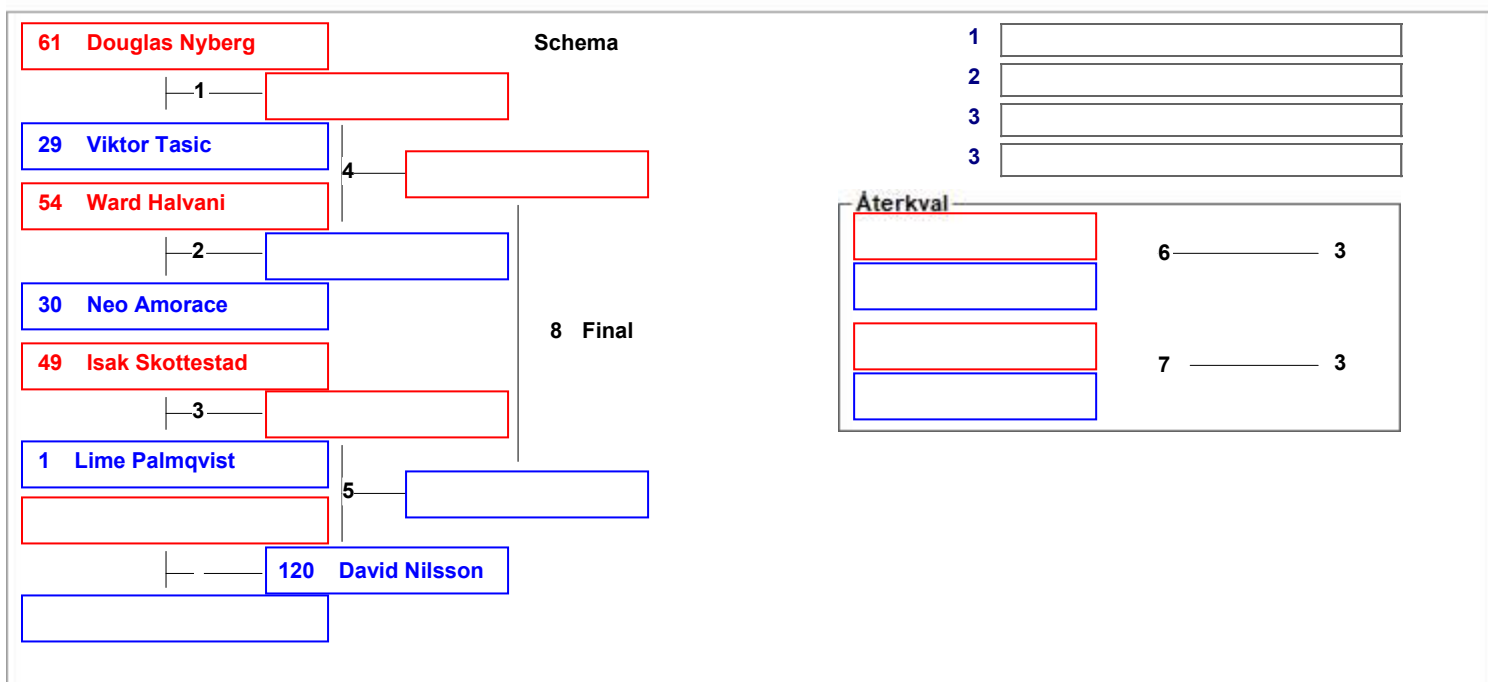 61 Douglas Nyberg
Schema
1
29 Viktor Tasic
4
54 Ward Halvani
2
30 Neo Amorace
8 Final
49 Isak Skottestad
3
1 Lime Palmqvist
5
120 David Nilsson
1
2
3
3
Återkval
6 3
7 3